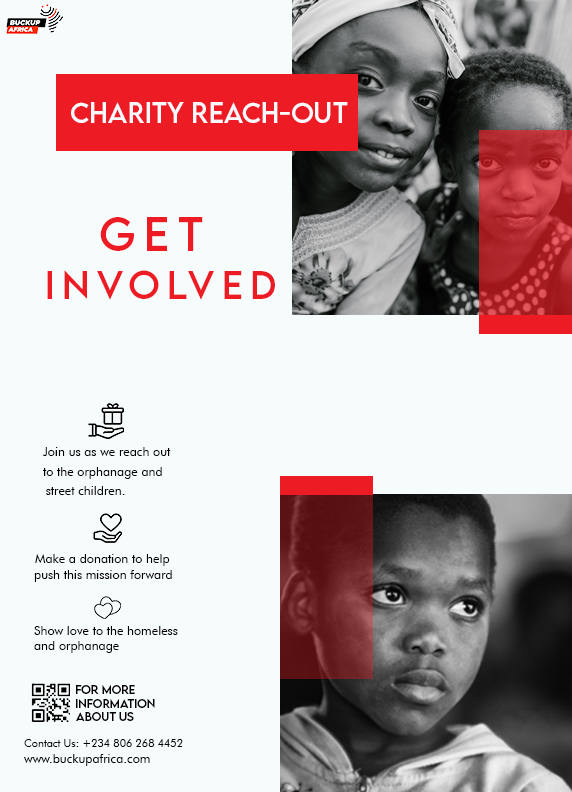 BUCKUP
AFRICA
CHARITY REACH-OUT
GET
INVOLVED
Join us as we reach out
to the orphanage and
street children.
Make a donation to help
push this mission forward
Show love to the homeless
and orphanage
FOR MORE
INFORMATION
ABOUT US
Contact Us: +234 806 268 4452
www.buckupafrica.com